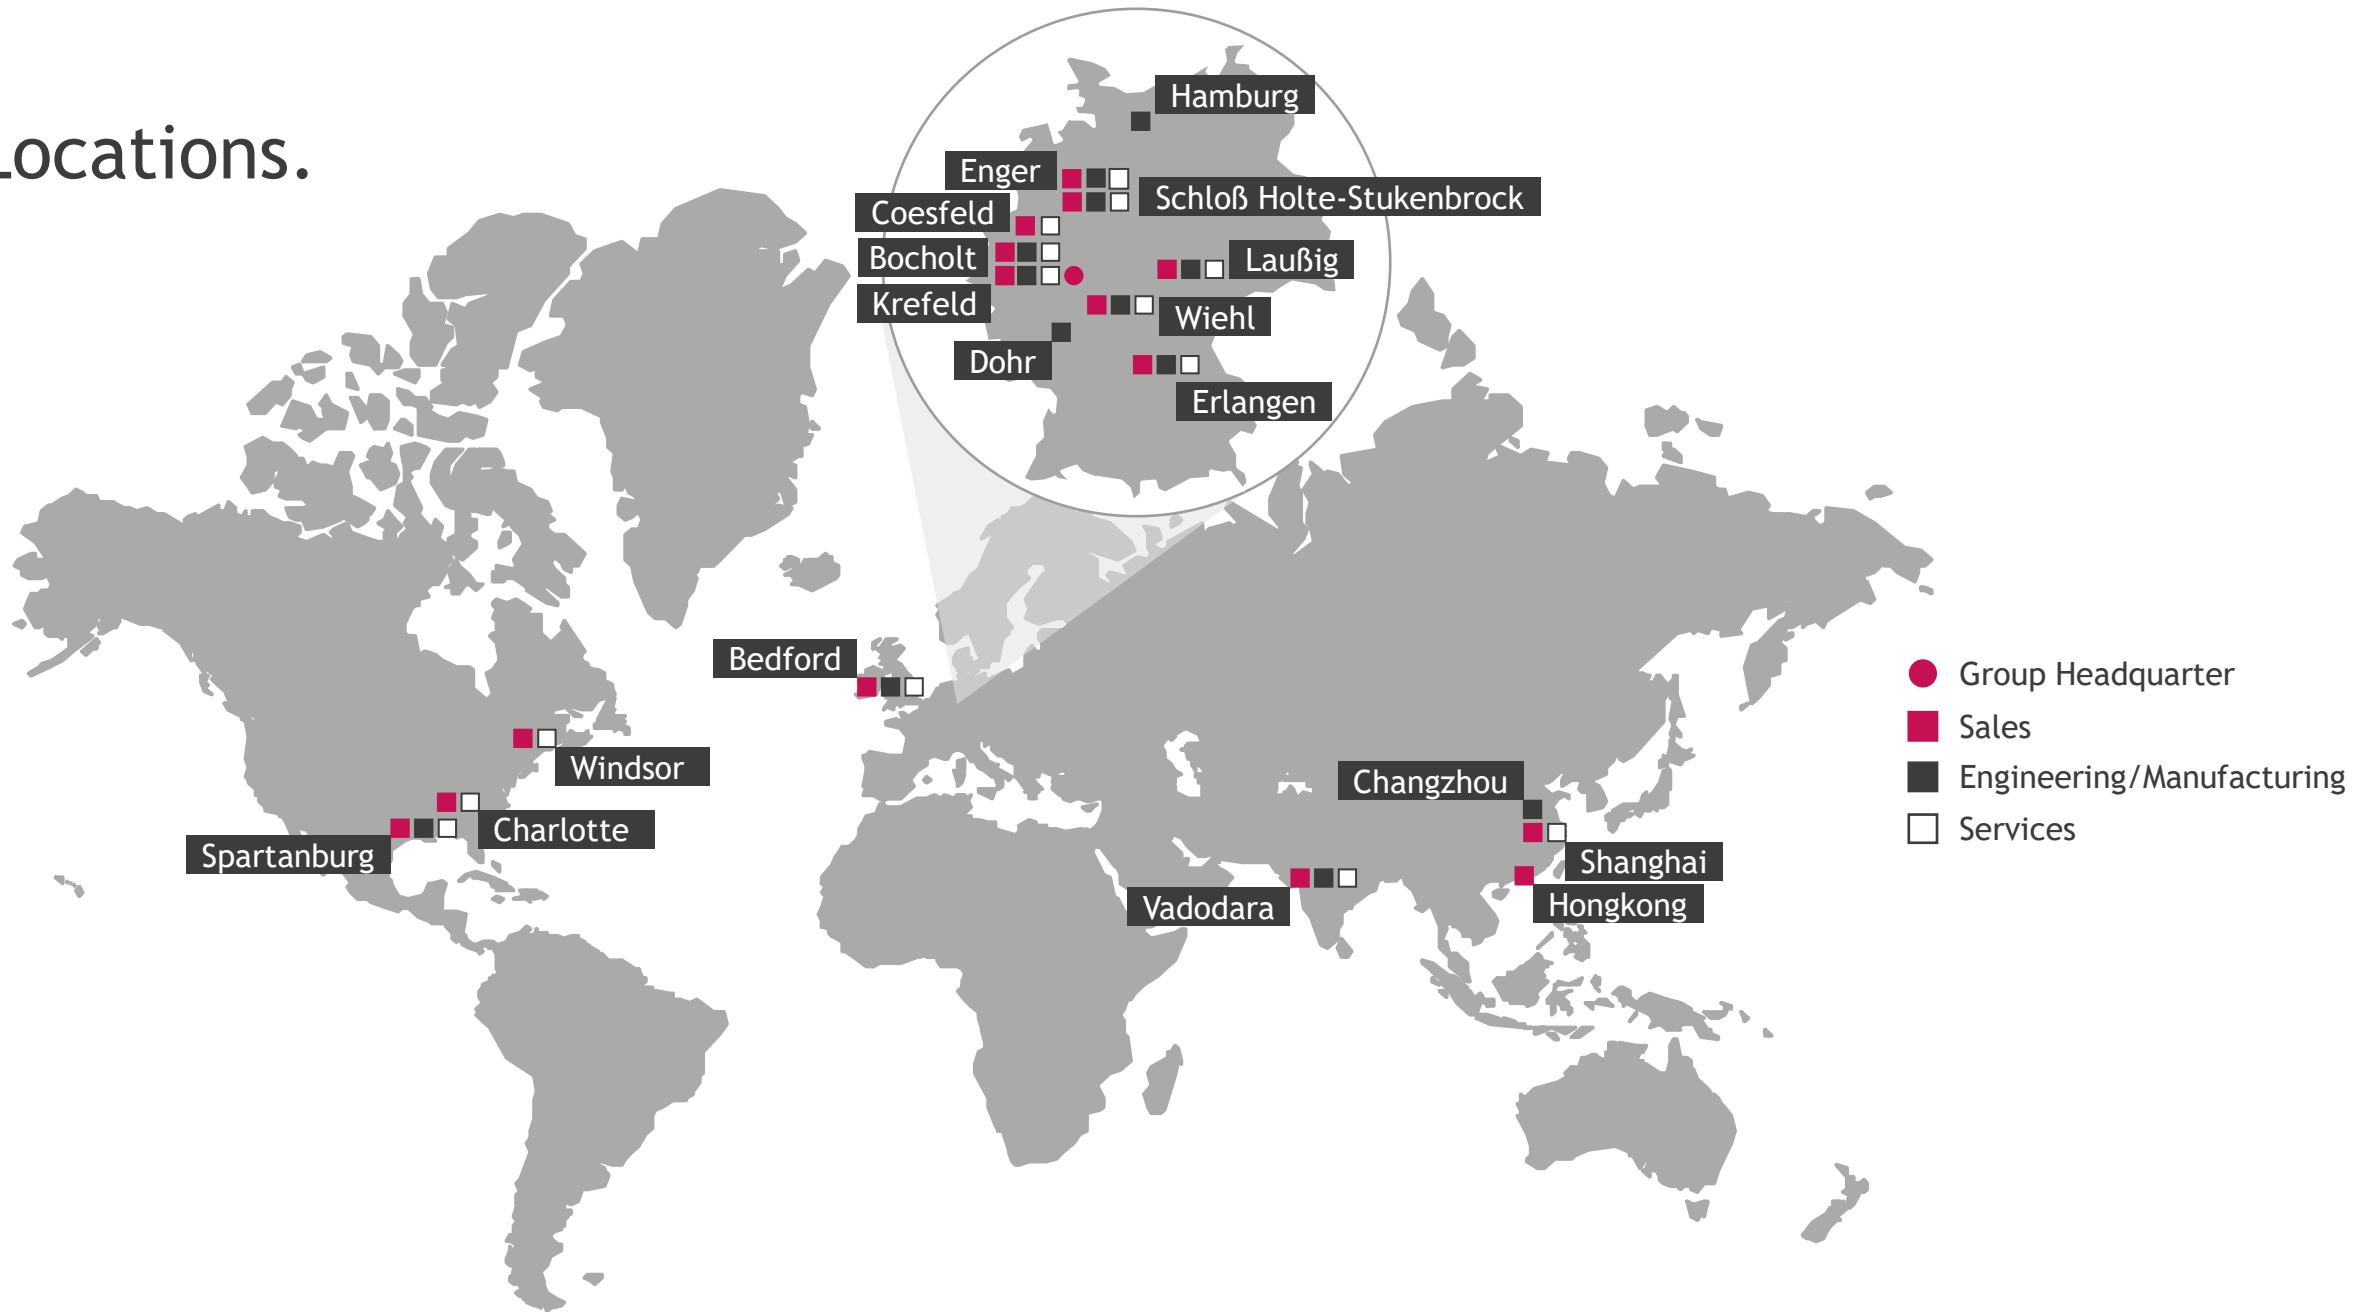 Locations.
Hamburg
Enger
Schloß Holte-Stukenbrock
Coesfeld
Bocholt
Laußig
Krefeld
Wiehl
Dohr
Erlangen
Bedford
Windsor
Charlotte
Spartanburg
Changzhou
Shanghai
Vadodara
Hongkong
Group Headquarter
Sales
Engineering/Manufacturing
Services